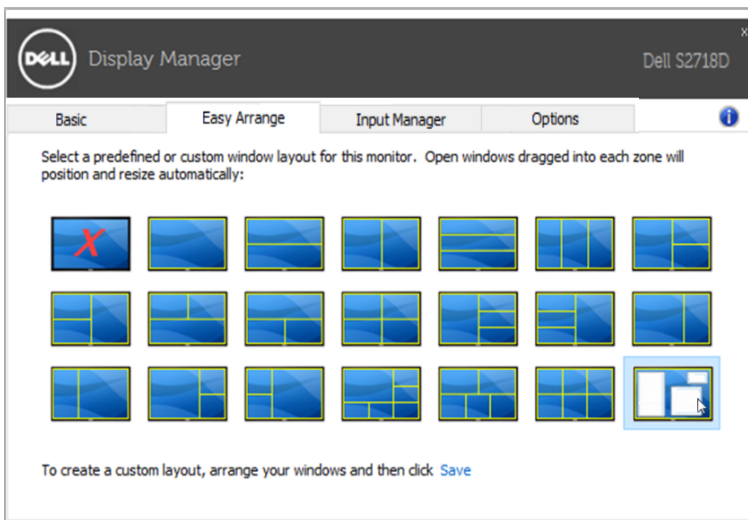 DELL Display Manager Dell S2718D
x
Basic Easy Arrange Input Manager Options i
Select a predefined or custom window layout for this monitor. Open windows dragged into each zone will
position and resize automatically:
X
To create a custom layout, arrange your windows and then click Save